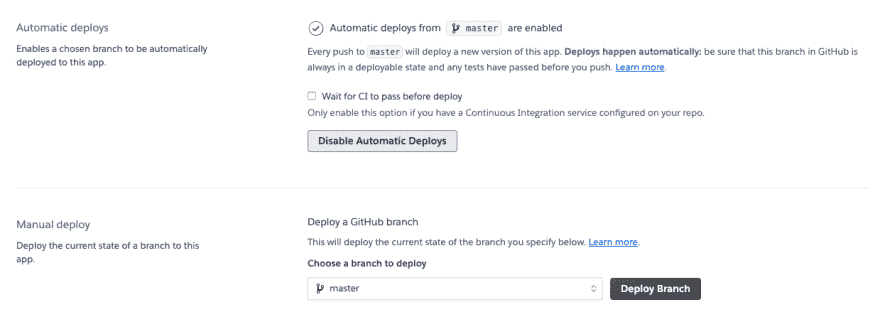 Automatic deploys
Enables a chosen branch to be automatically
deployed to this app.
Automatic deploys from master are enabled
Every push to master will deploy a new version of this app. Deploys happen automatically: be sure that this branch in GitHub is
always in a deployable state and any tests have passed before you push. Learn more.
Wait for CI to pass before deploy
Only enable this option if you have a Continuous Integration service configured on your repo.
Disable Automatic Deploys
Manual deploy
Deploy the current state of a branch to this
app.
Deploy a GitHub branch
This will deploy the current state of the branch you specify below. Learn more.
Choose a branch to deploy
master
Deploy Branch